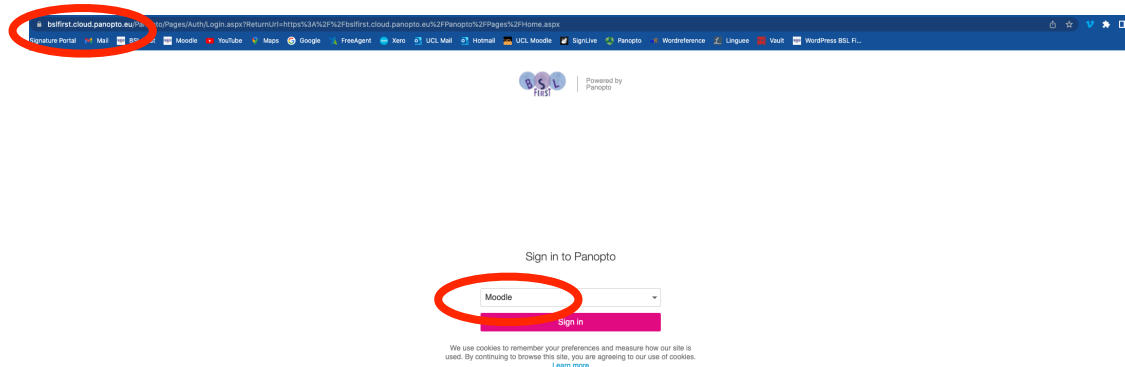 bslfirst.cloud.panopto.eu/Panopto/Pages/Auth/Login.aspx?ReturnUrl=https%3A%2F%2Fbslfirst.cloud.panopto.eu%2FPanopto%2FPages%2FHome.aspx
Signature Portal Mail Moodle YouTube Maps Google FreeAgent Xero UCL Mail Hotmail UCL Moodle SignLive Panopto Wordreference Linguee Vault WordPress BSL Fi...
BSL Powered by
FIRST Panopto
Sign in to Panopto
Moodle
Sign in
We use cookies to remember your preferences and measure how our site is
used. By continuing to browse this site, you are agreeing to our use of cookies.
Learn more